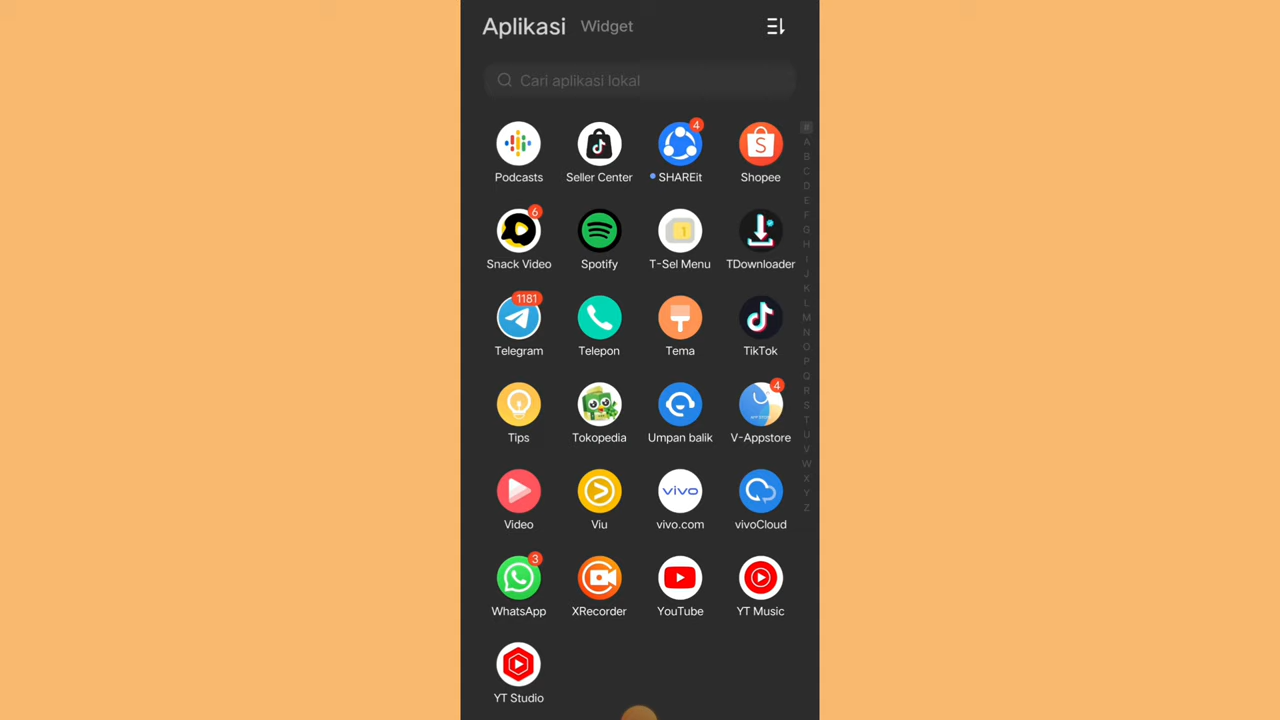 Aplikasi Widget
Cari aplikasi lokal
4
Podcasts Seller Center SHAREit Shopee
6
Snack Video Spotify T-Sel Menu TDownloader
1181
Telegram Telepon Tema TikTok
4
Tips Tokopedia Umpan balik V-Appstore
Video Viu vivo.com vivoCloud
3
WhatsApp XRecorder YouTube YT Music
YT Studio
#
A
B
C
D
E
F
G
H
I
J
K
L
M
N
O
P
Q
R
S
T
U
V
W
X
Y
Z
S
1
vivo